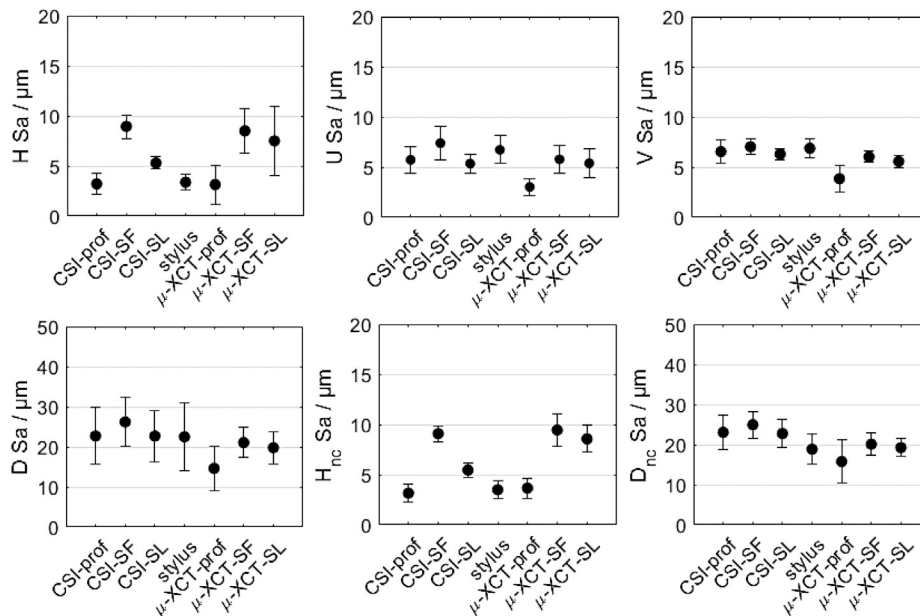 20
15
10
5
0
H Sa / μm
CSI-prof
CSI-SF
CSI-SL
stylus
μ-XCT-prof
μ-XCT-SF
μ-XCT-SL
20
15
10
5
0
U Sa / μm
CSI-prof
CSI-SF
CSI-SL
stylus
μ-XCT-prof
μ-XCT-SF
μ-XCT-SL
20
15
10
5
0
V Sa / μm
CSI-prof
CSI-SF
CSI-SL
stylus
μ-XCT-prof
μ-XCT-SF
μ-XCT-SL
50
40
30
20
10
0
D Sa / μm
CSI-prof
CSI-SF
CSI-SL
stylus
μ-XCT-prof
μ-XCT-SF
μ-XCT-SL
20
15
10
5
0
Hnc Sa / μm
CSI-prof
CSI-SF
CSI-SL
stylus
μ-XCT-prof
μ-XCT-SF
μ-XCT-SL
50
40
30
20
10
0
Dnc Sa / μm
CSI-prof
CSI-SF
CSI-SL
stylus
μ-XCT-prof
μ-XCT-SF
μ-XCT-SL